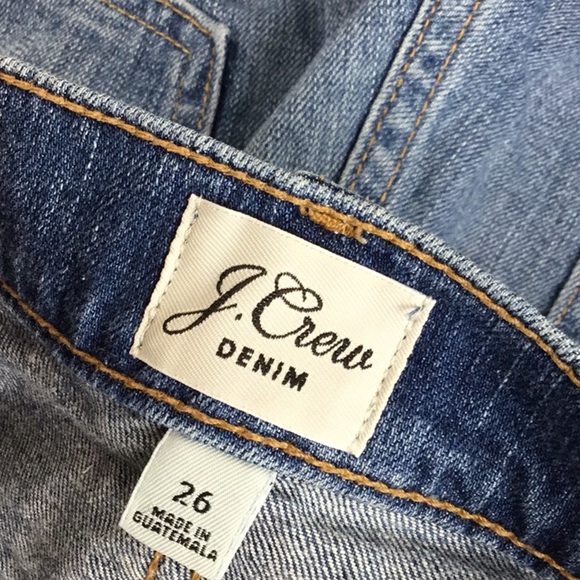 J.Crew
DENIM
26
MADE IN
GUATEMALA